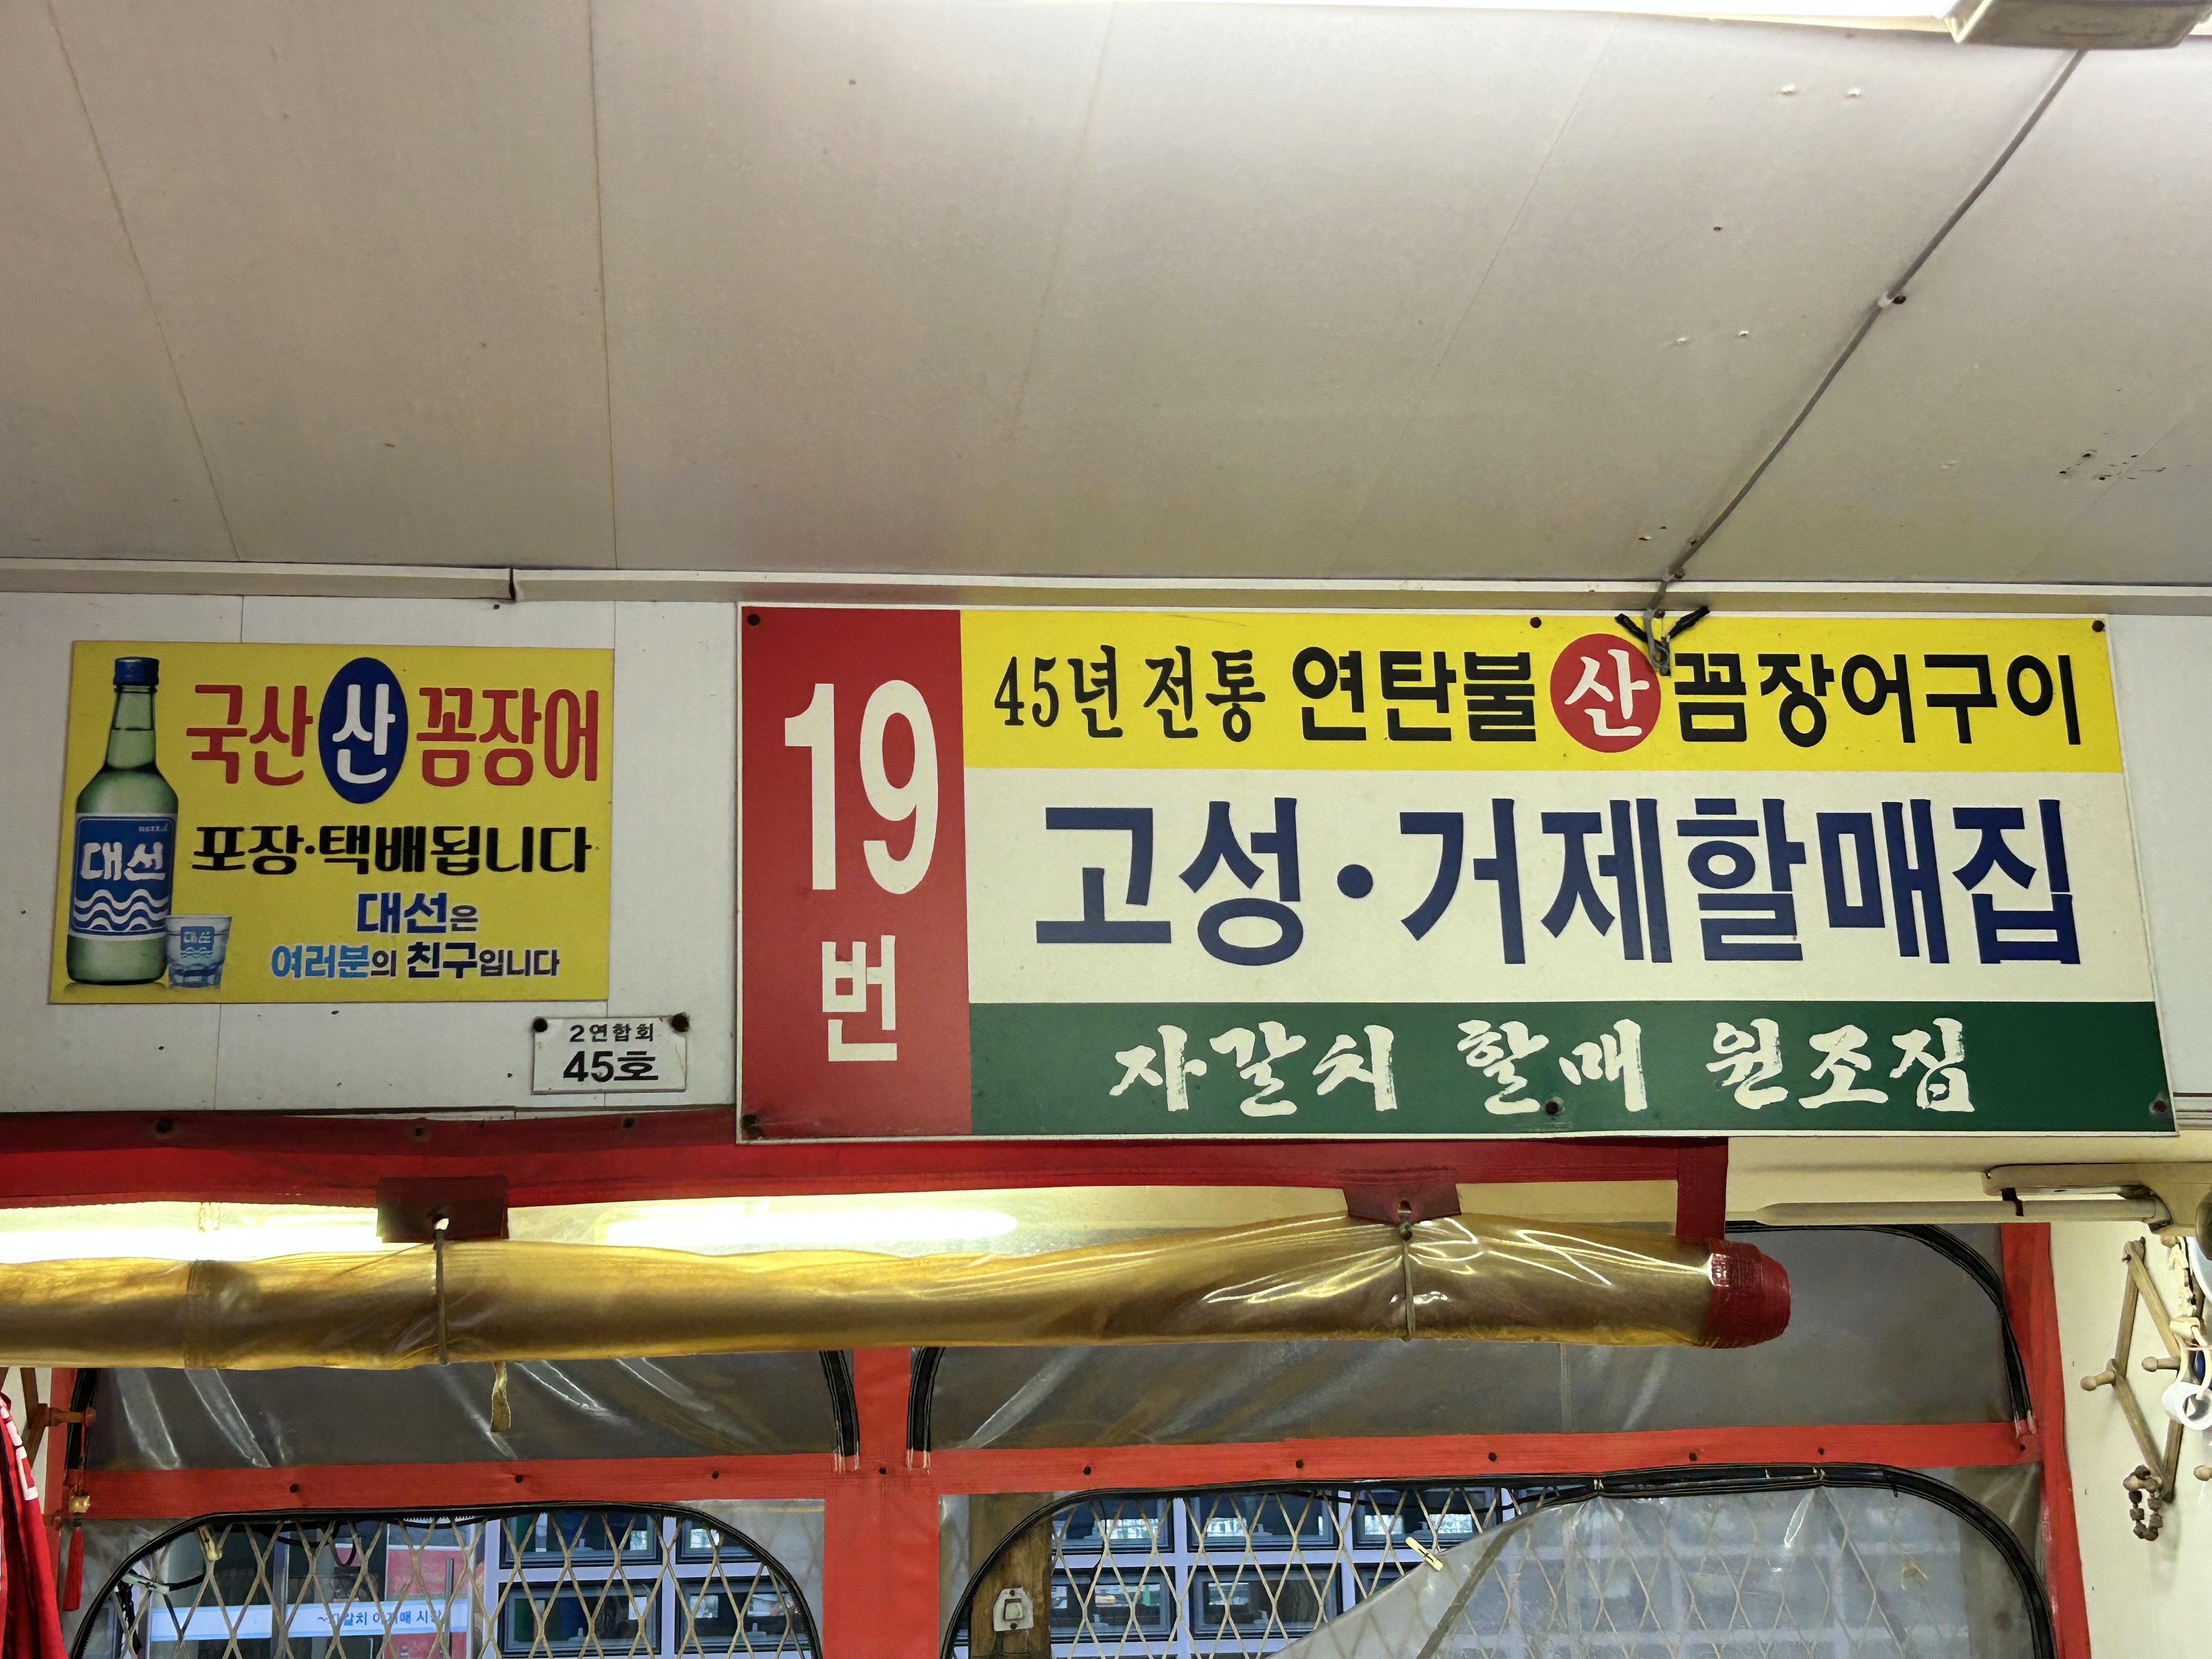 국산 산 꼼장어
포장·택배됩니다
대선은
여러분의 친구입니다
대선
대선
2연합회
45호
19
번
45년 전통 연탄불 산 꼼장어구이
고성·거제할매집
자갈치 할매 원조집